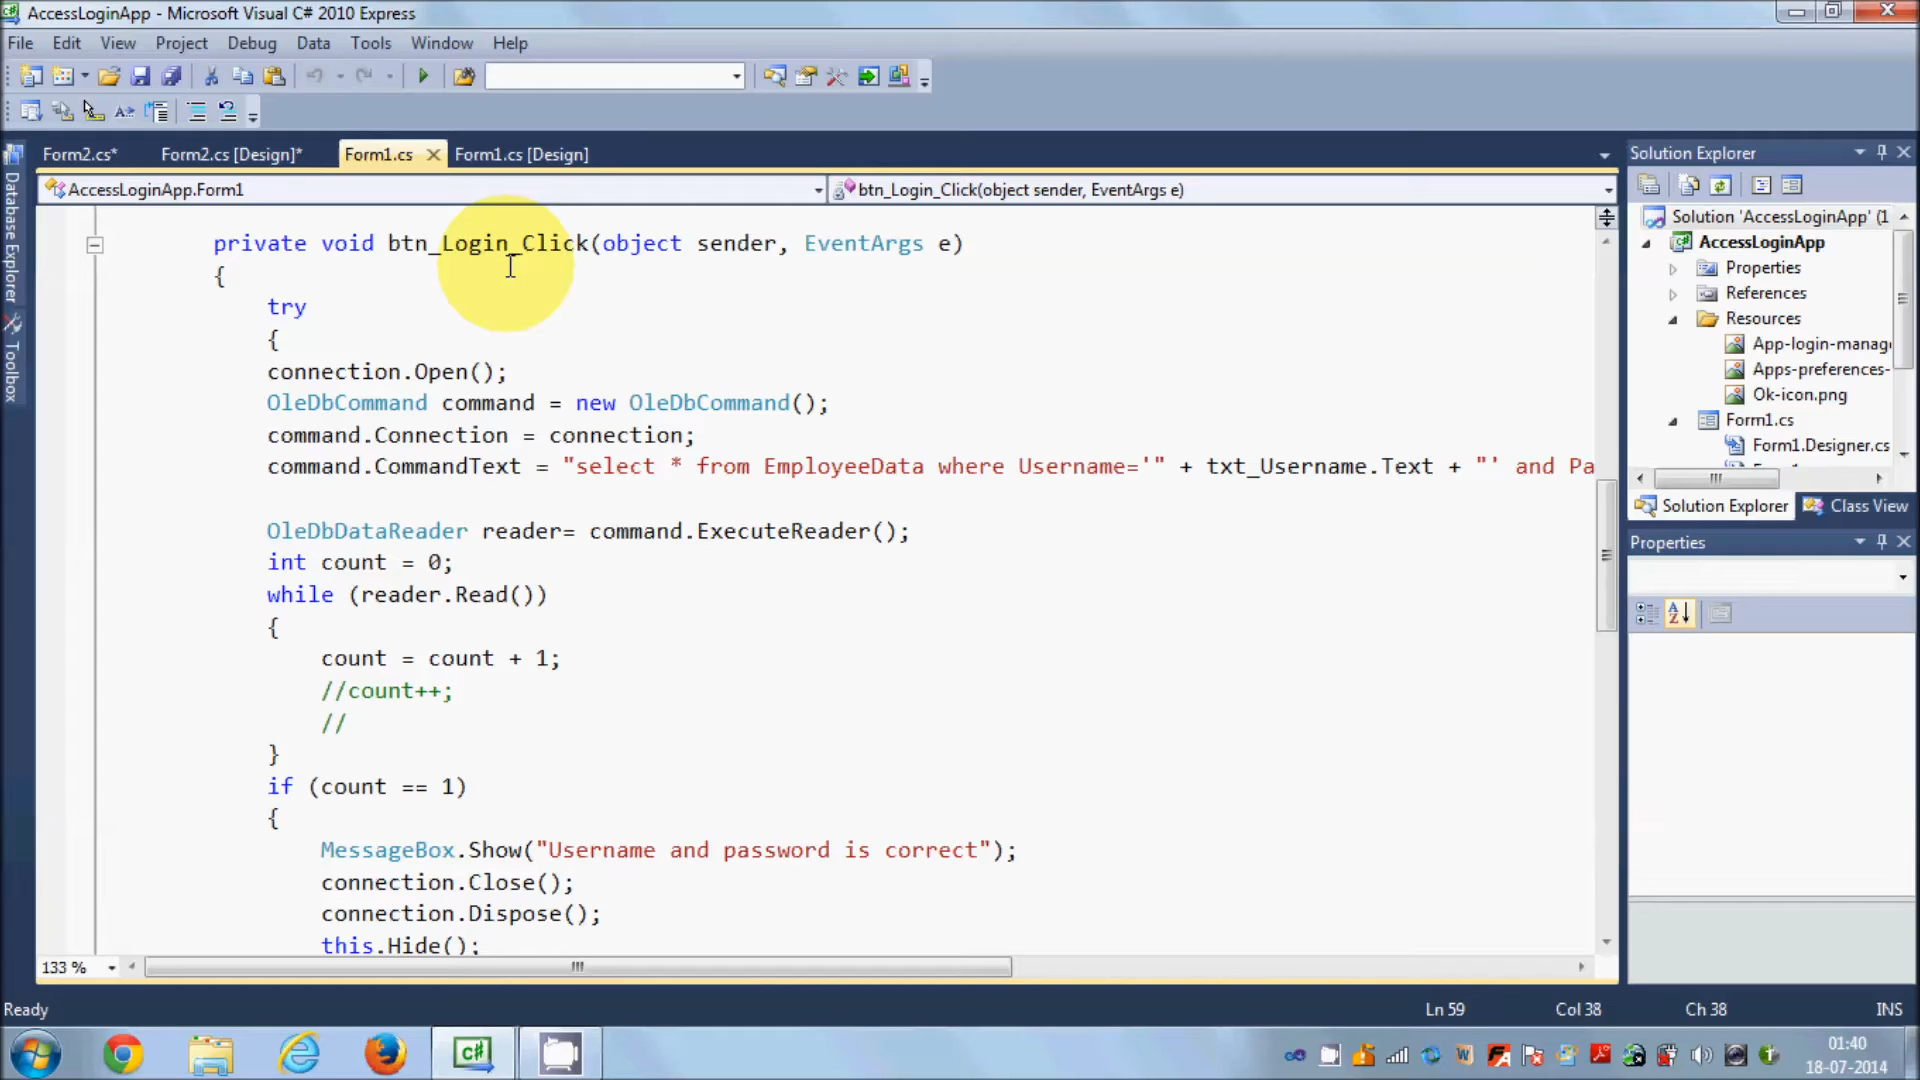 AccessLoginApp - Microsoft Visual C# 2010 Express
File Edit View Project Debug Data Tools Window Help
Form2.cs* Form2.cs [Design]* Form1.cs Form1.cs [Design]
AccessLoginApp.Form1 btn_Login_Click(object sender, EventArgs e)
Database Explorer
Toolbox
private void btn_Login_Click(object sender, EventArgs e)
{
try
{
connection.Open();
OleDbCommand command = new OleDbCommand();
command.Connection = connection;
command.CommandText = "select * from EmployeeData where Username='" + txt_Username.Text + "' and Pa
OleDbDataReader reader= command.ExecuteReader();
int count = 0;
while (reader.Read())
{
count = count + 1;
//count++;
//
}
if (count == 1)
{
MessageBox.Show("Username and password is correct");
connection.Close();
connection.Dispose();
this.Hide();
133 %
Solution Explorer
Solution 'AccessLoginApp' (1
AccessLoginApp
Properties
References
Resources
App-login-manag
Apps-preferences-
Ok-icon.png
Form1.cs
Form1.Designer.cs
Solution Explorer Class View
Properties
Ready Ln 59 Col 38 Ch 38 INS
01:40
18-07-2014